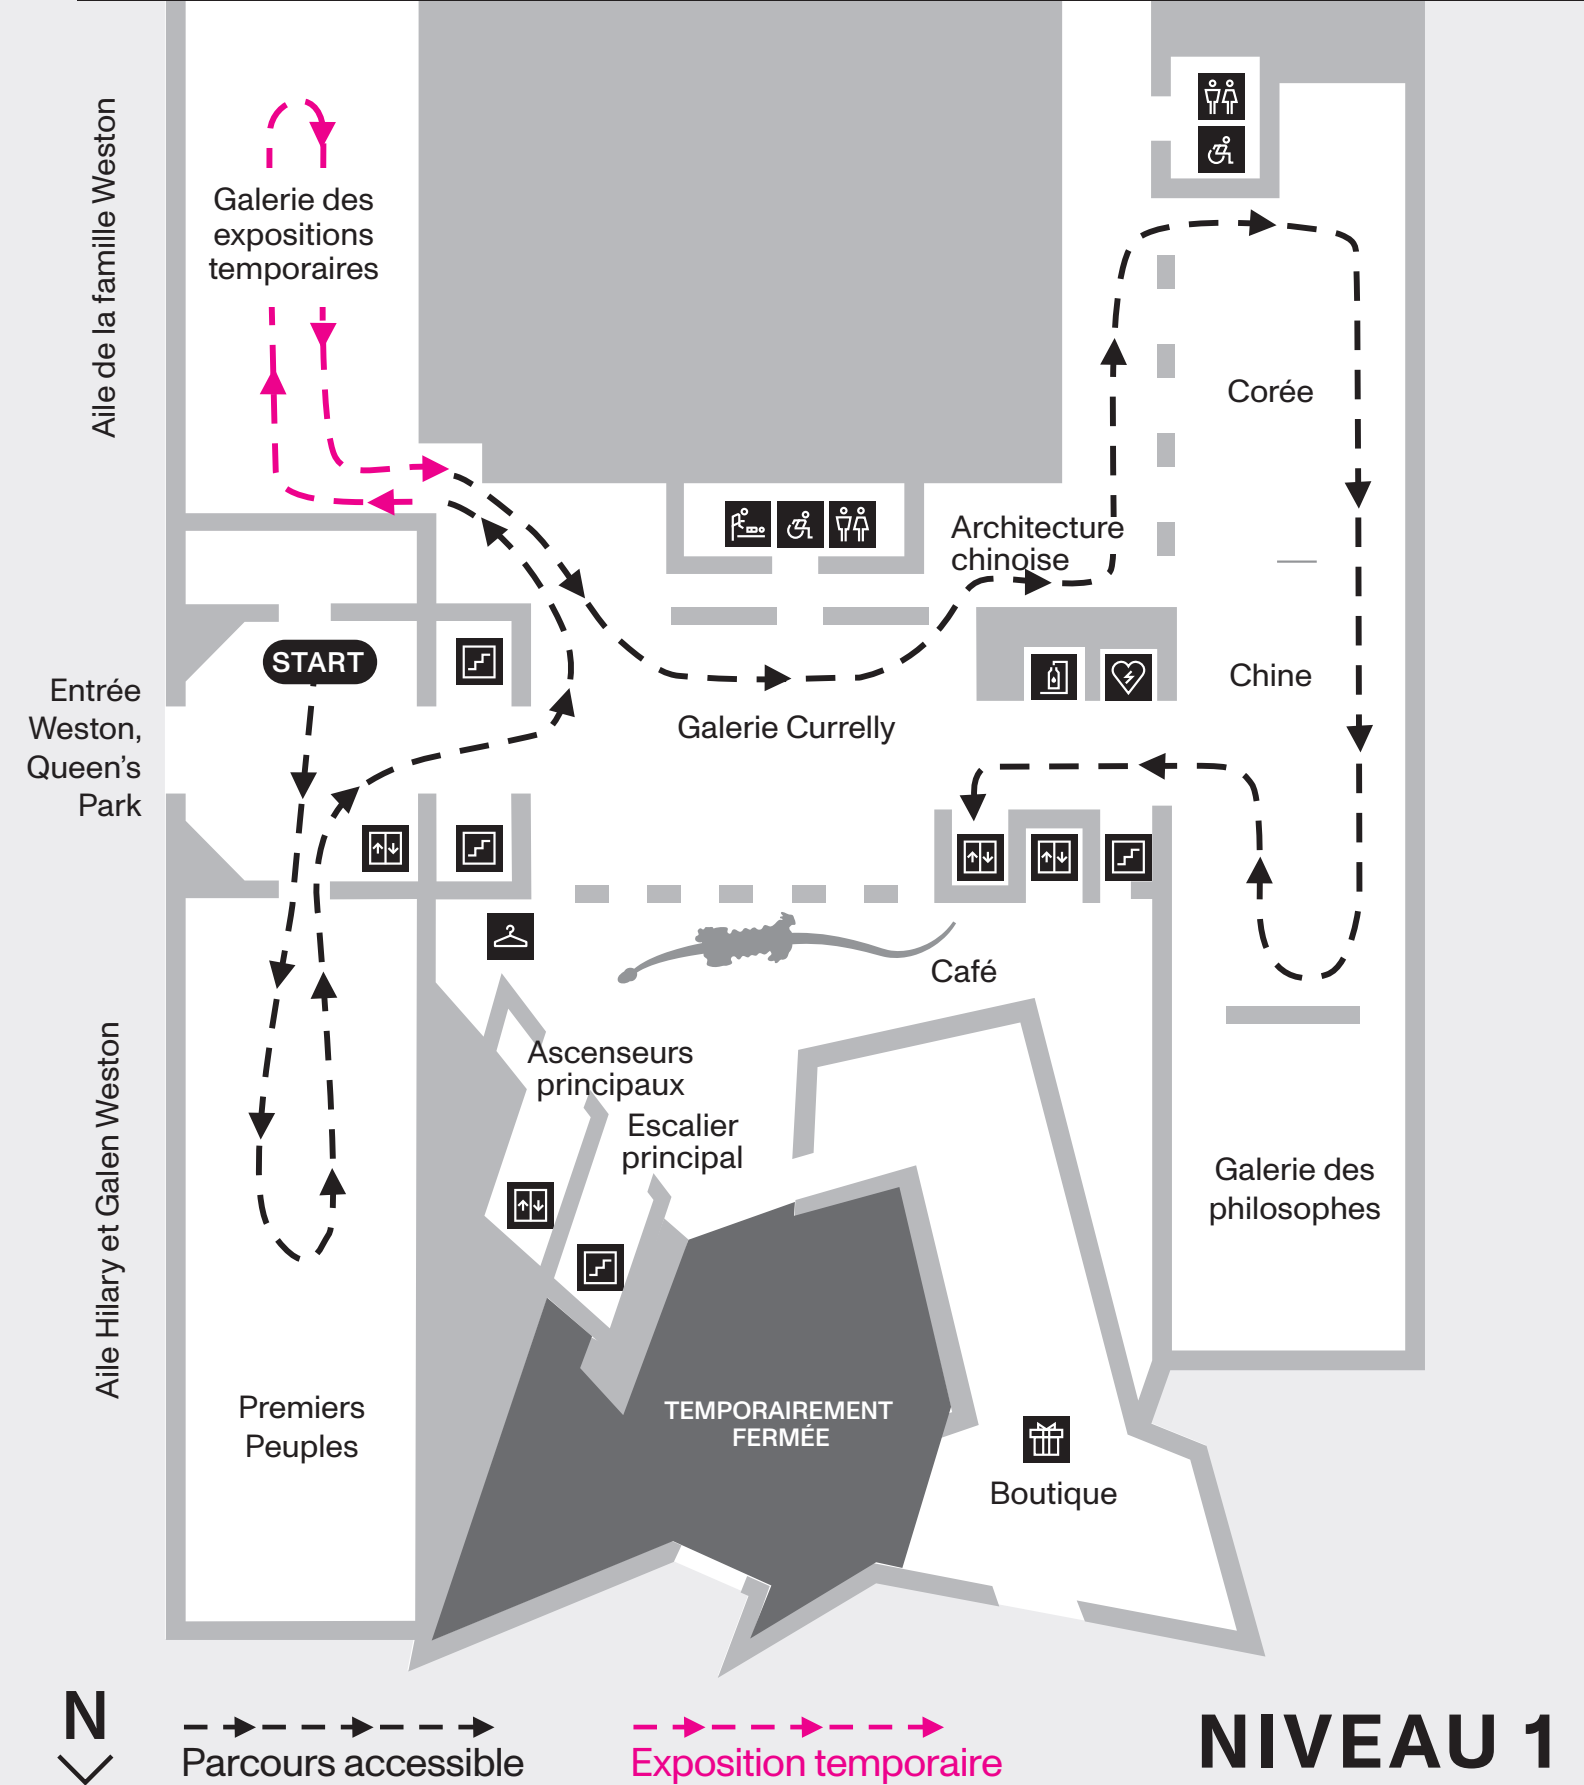 Aile de la famille Weston
Galerie des
expositions
temporaires
Corée
Architecture
chinoise
START
Entrée
Weston,
Queen's
Park
Chine
Galerie Currelly
Café
Aile Hilary et Galen Weston
Ascenseurs
principaux
Escalier
principal
Galerie des
philosophes
Premiers
Peuples
TEMPORAIREMENT
FERMÉE
Boutique
N
Parcours accessible
Exposition temporaire
NIVEAU 1